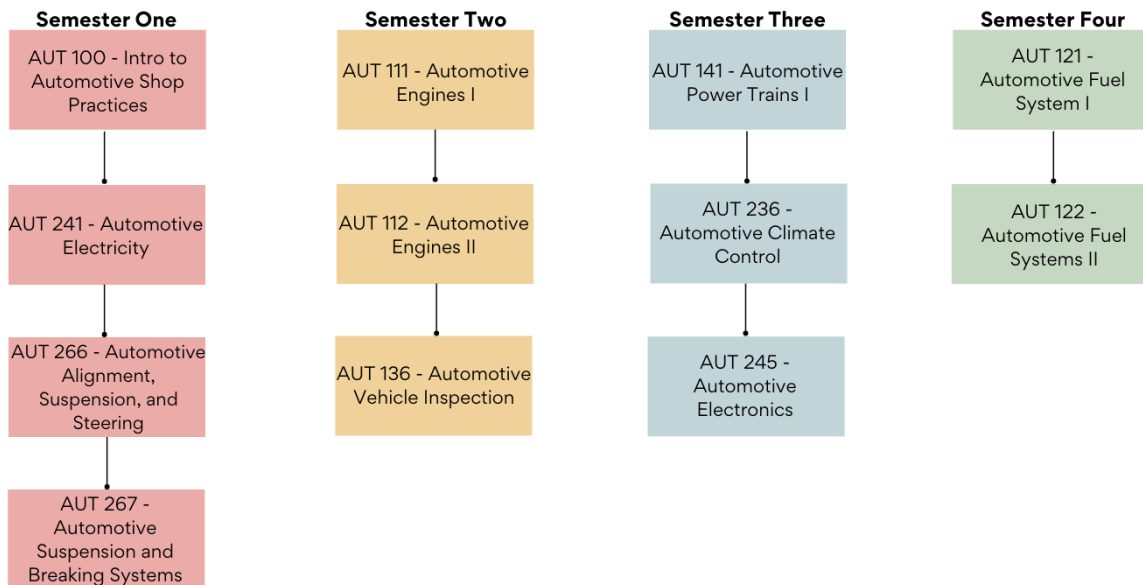 Semester One
AUT 100 - Intro to
Automotive Shop
Practices
AUT 241 - Automotive
Electricity
AUT 266 - Automotive
Alignment,
Suspension, and
Steering
AUT 267 -
Automotive
Suspension and
Breaking Systems
Semester Two
AUT 111 - Automotive
Engines I
AUT 112 - Automotive
Engines II
AUT 136 - Automotive
Vehicle Inspection
Semester Three
AUT 141 - Automotive
Power Trains I
AUT 236 -
Automotive Climate
Control
AUT 245 -
Automotive
Electronics
Semester Four
AUT 121 -
Automotive Fuel
System I
AUT 122 -
Automotive Fuel
Systems II